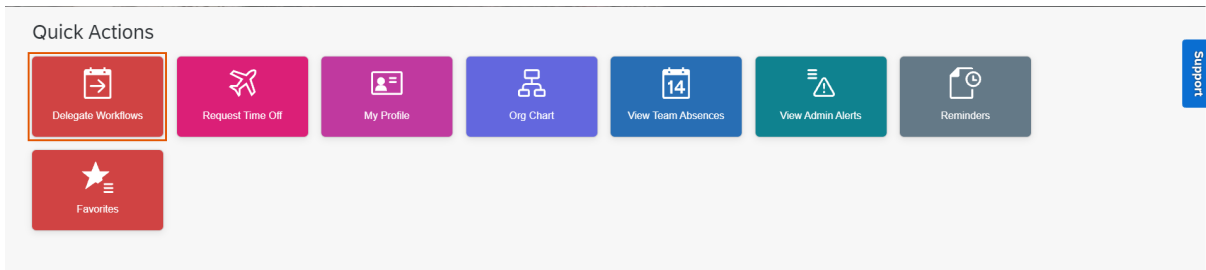 Quick Actions
Delegate Workflows
Request Time Off
My Profile
Org Chart
14
View Team Absences
View Admin Alerts
Reminders
Favorites
Support